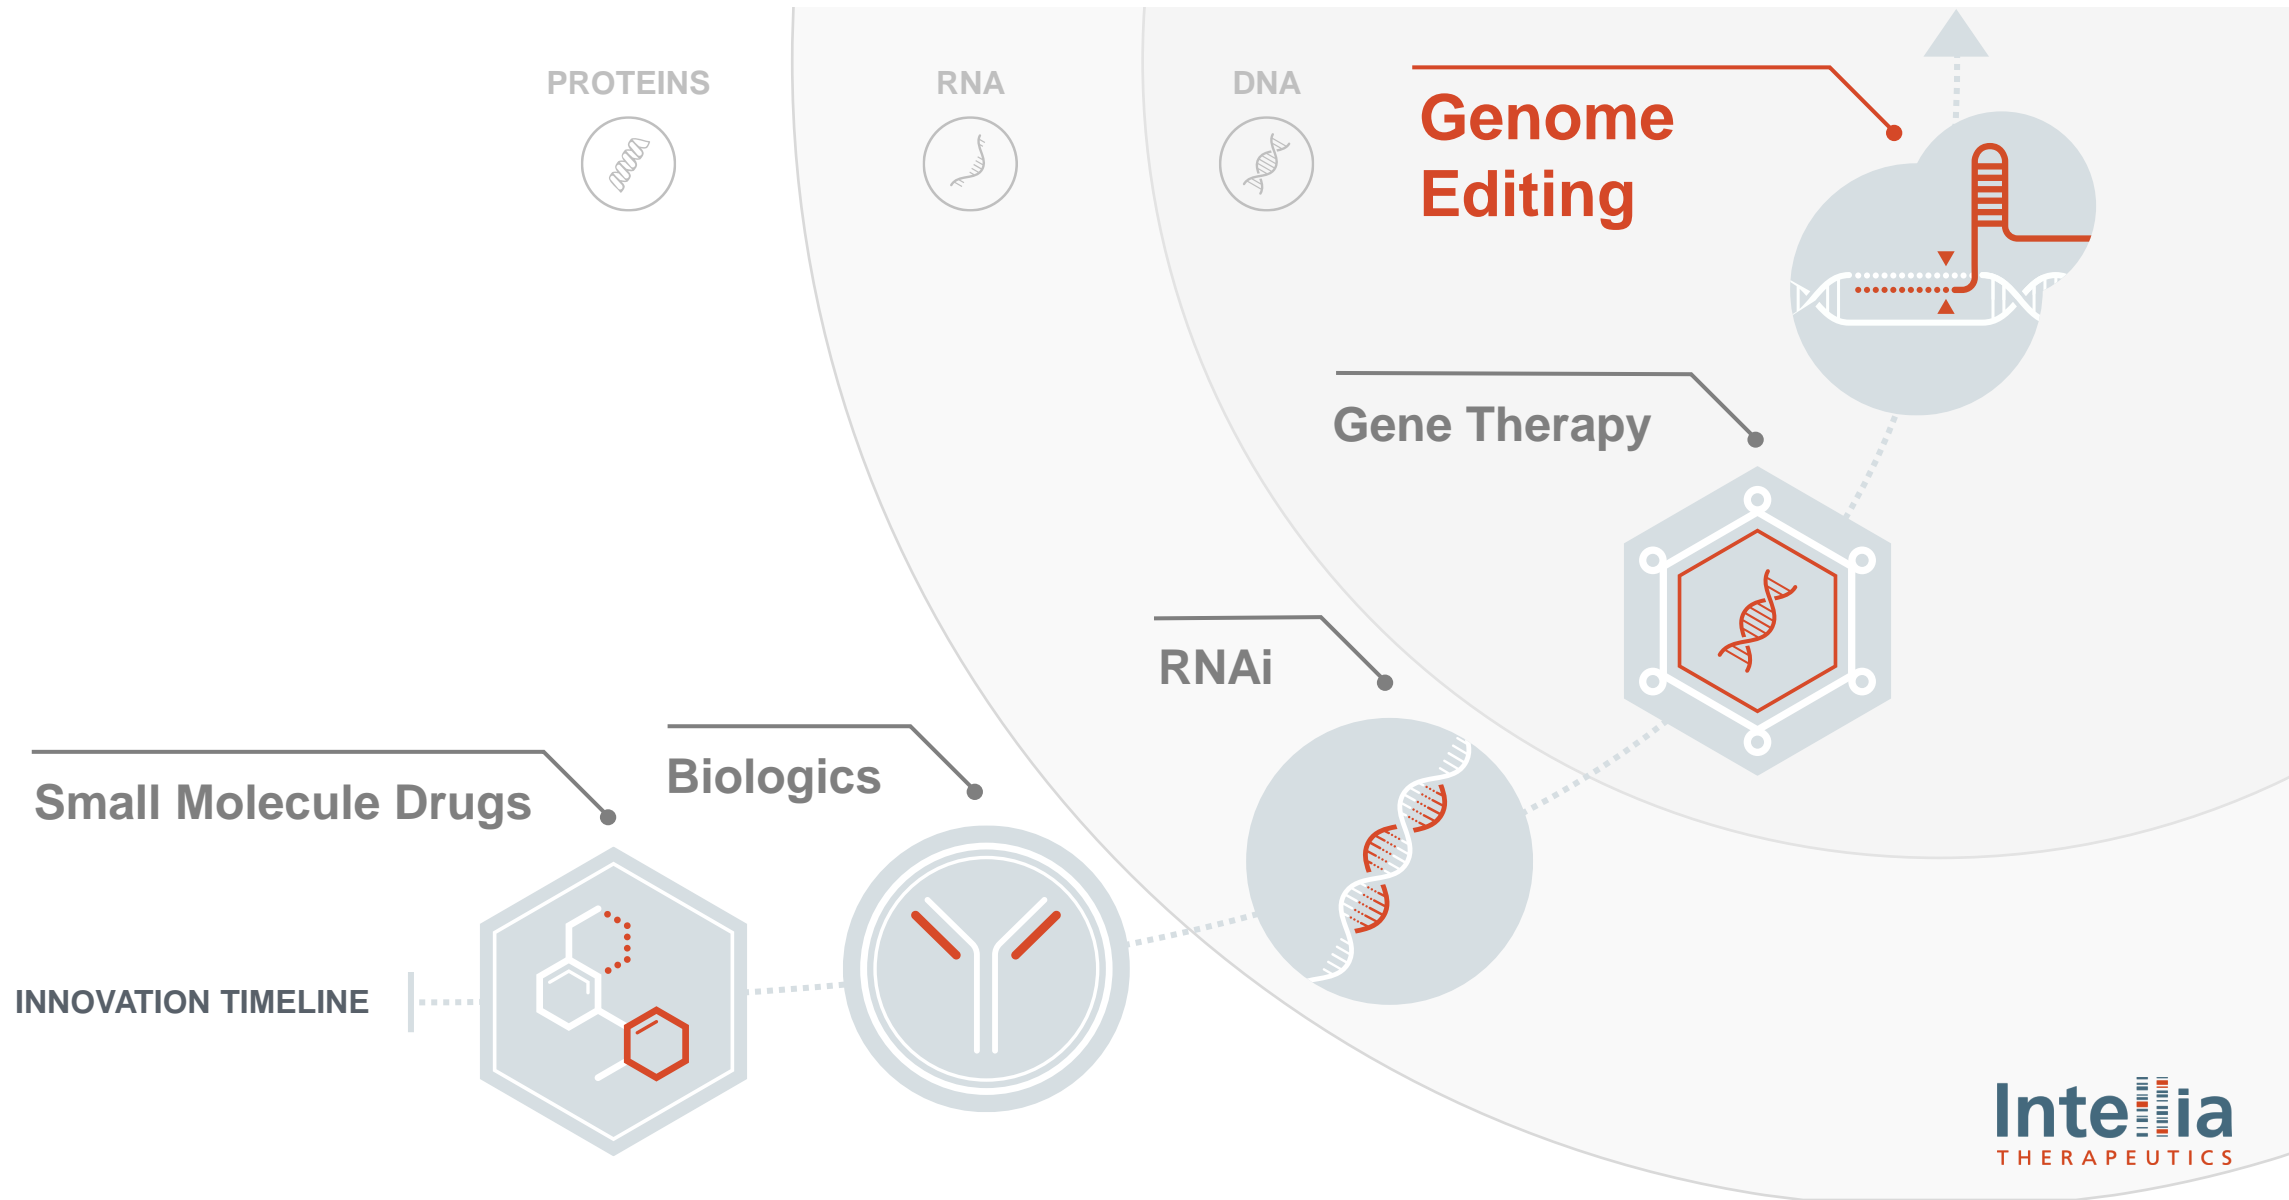 PROTEINS
RNA
DNA
Genome
Editing
Gene Therapy
RNAi
Biologics
Small Molecule Drugs
INNOVATION TIMELINE
Intellia
THERAPEUTICS